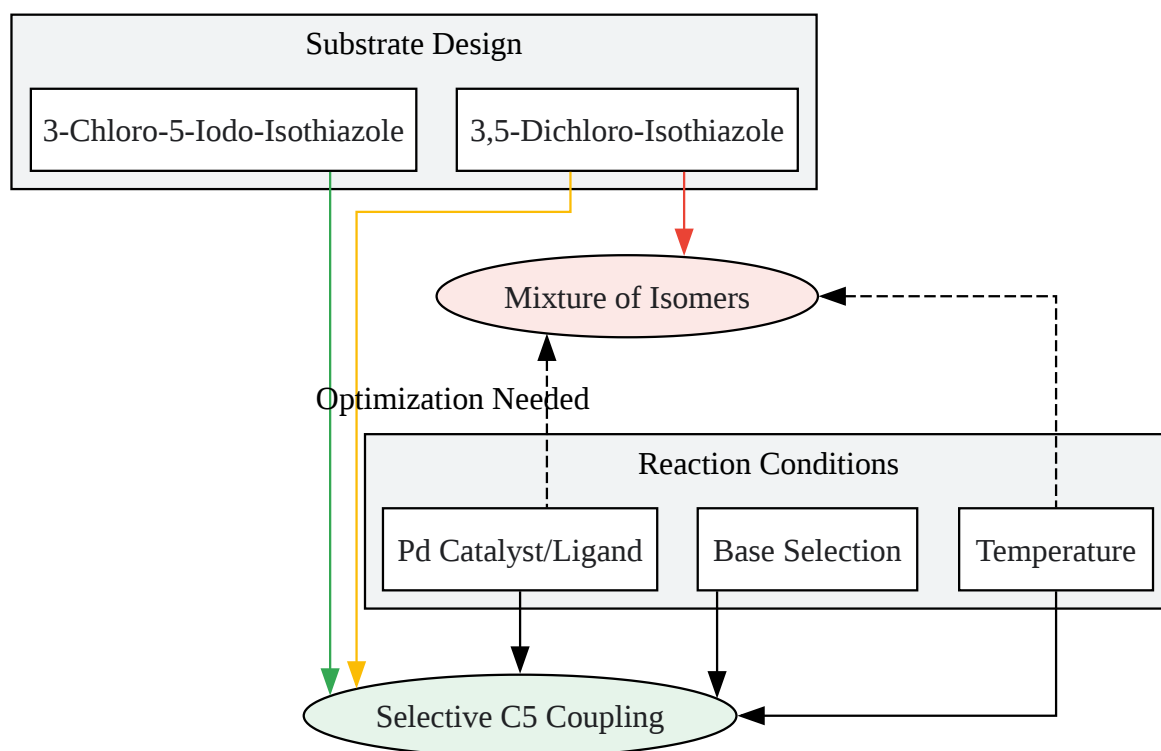 Substrate Design
3-Chloro-5-Iodo-Isothiazole
3,5-Dichloro-Isothiazole
Mixture of Isomers
Optimization Needed
Reaction Conditions
Pd Catalyst/Ligand
Base Selection
Temperature
Selective C5 Coupling